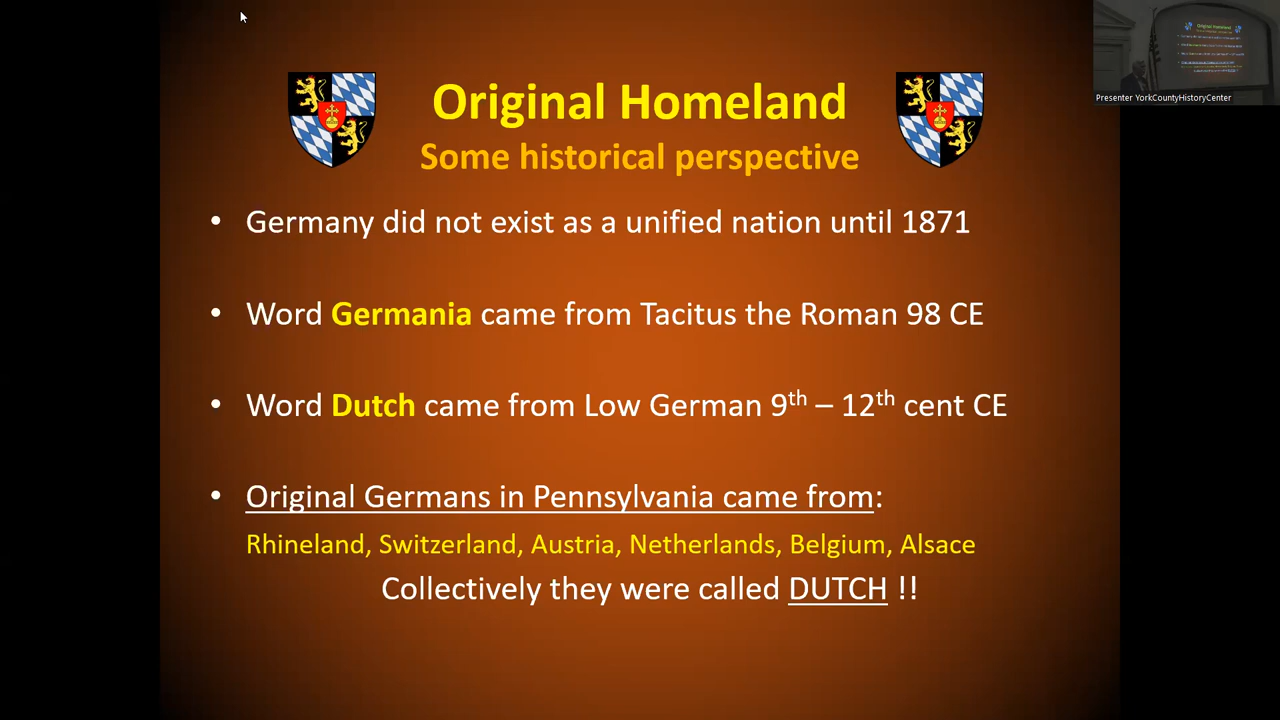 Original Homeland
Some historical perspective
• Germany did not exist as a unified nation until 1871
• Word Germania came from Tacitus the Roman 98 CE
• Word Dutch came from Low German 9th – 12th cent CE
• Original Germans in Pennsylvania came from:
Rhineland, Switzerland, Austria, Netherlands, Belgium, Alsace
Collectively they were called DUTCH !!
Presenter YorkCountyHistoryCenter